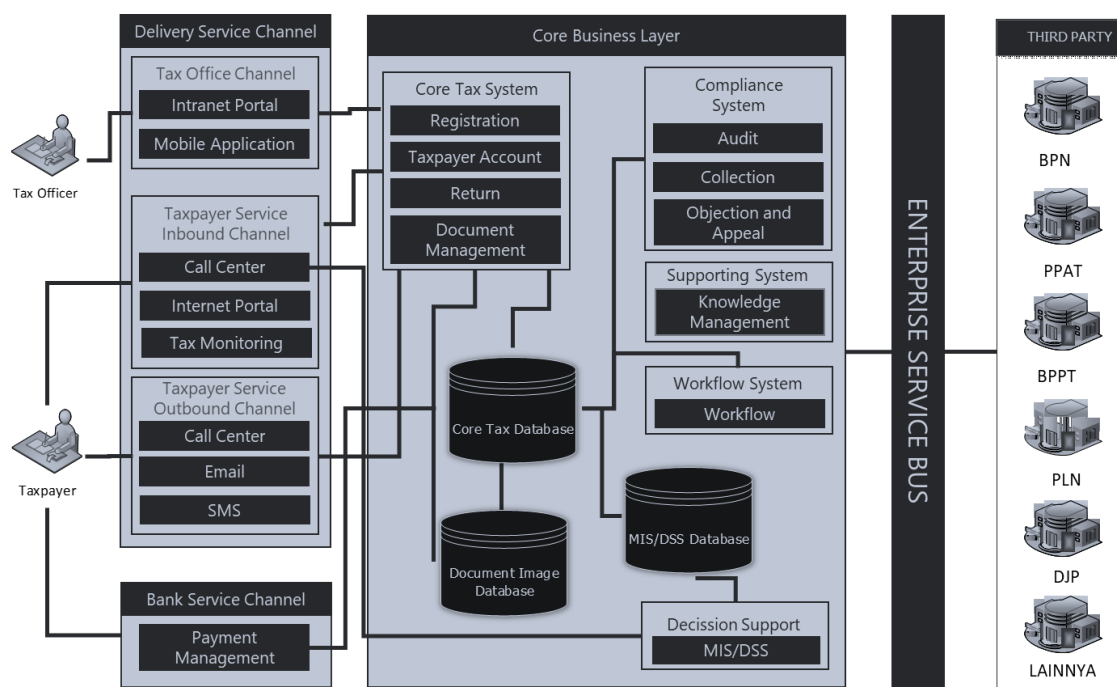 Delivery Service Channel
Tax Office Channel
Intranet Portal
Mobile Application
Tax Officer
Taxpayer Service
Inbound Channel
Call Center
Internet Portal
Tax Monitoring
Taxpayer Service
Outbound Channel
Call Center
Email
SMS
Taxpayer
Bank Service Channel
Payment
Management
Core Business Layer
Core Tax System
Registration
Taxpayer Account
Return
Document
Management
Core Tax Database
Document Image
Database
Compliance
System
Audit
Collection
Objection and
Appeal
Supporting System
Knowledge
Management
Workflow System
Workflow
MIS/DSS Database
Decission Support
MIS/DSS
ENTERPRISE SERVICE BUS
THIRD PARTY
BPN
PPAT
BPPT
PLN
DJP
LAINNYA